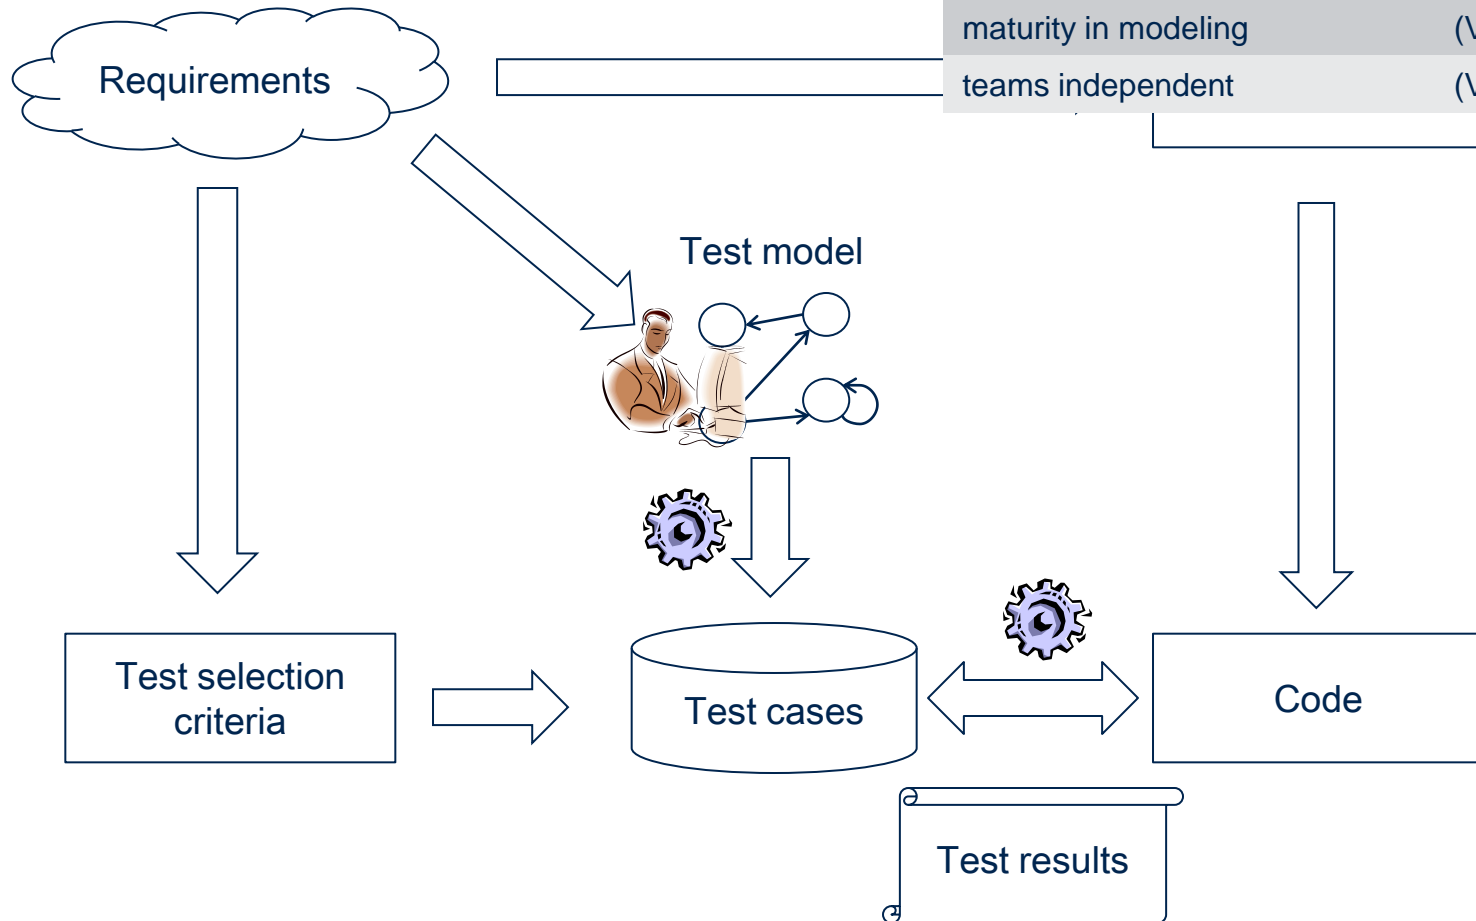 maturity in modeling (V
teams independent (V
Requirements
Test model
Test selection
criteria
Test cases
Code
Test results